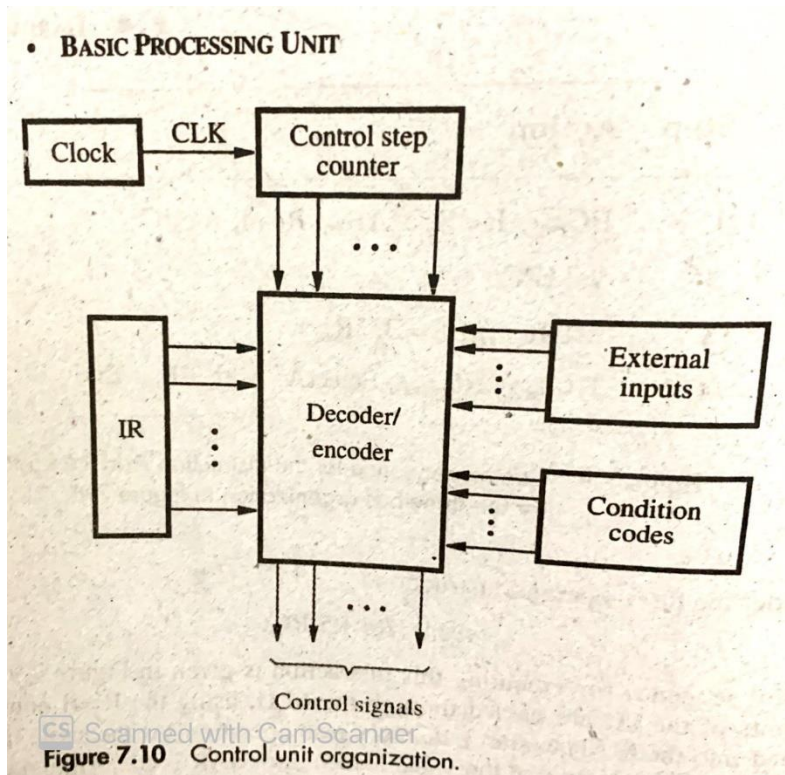 • BASIC PROCESSING UNIT
Clock
CLK
Control step
counter
IR
Decoder/
encoder
External
inputs
Condition
codes
Control signals
CS Scanned with CamScanner
Figure 7.10 Control unit organization.